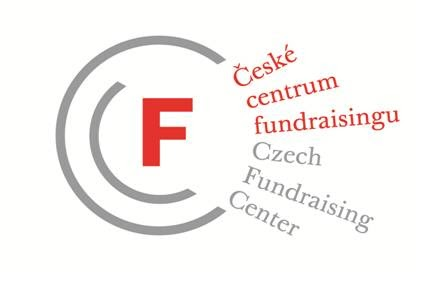 F
České
centrum
fundraisingu
Czech
Fundraising
Center